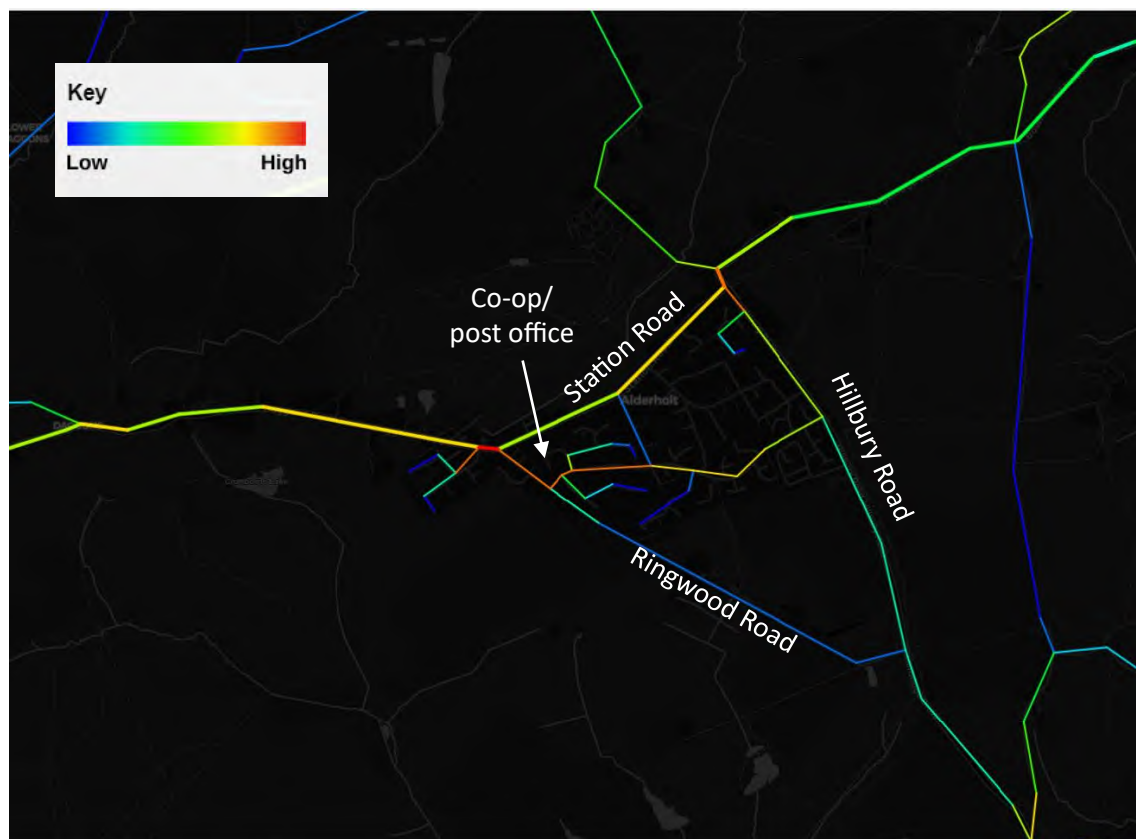 Key
Low High
Co-op/
post office
Station Road
Alderholt
Hillbury Road
Ringwood Road